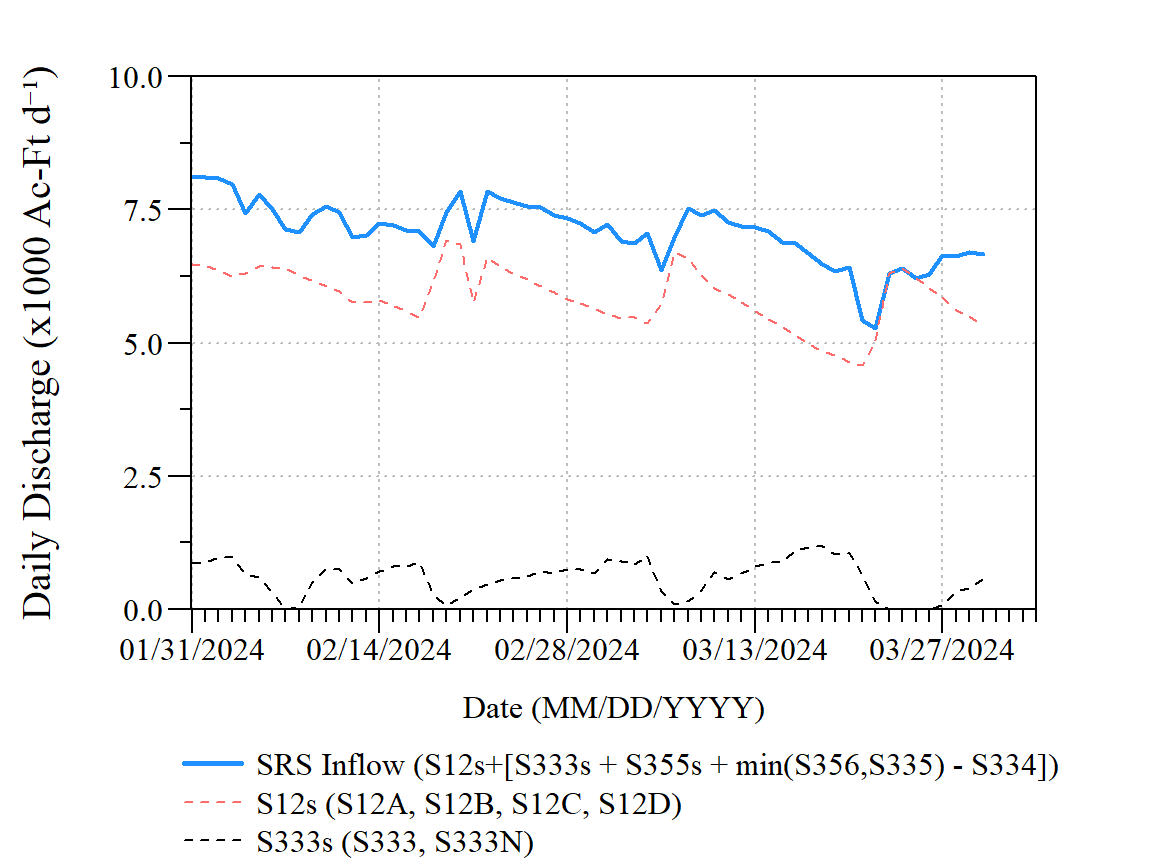 Daily Discharge (x1000 Ac-Ft d⁻¹)
10.0
7.5
5.0
2.5
0.0
01/31/2024 02/14/2024 02/28/2024 03/13/2024 03/27/2024
Date (MM/DD/YYYY)
SRS Inflow (S12s+[S333s + S355s + min(S356,S335) - S334])
S12s (S12A, S12B, S12C, S12D)
S333s (S333, S333N)